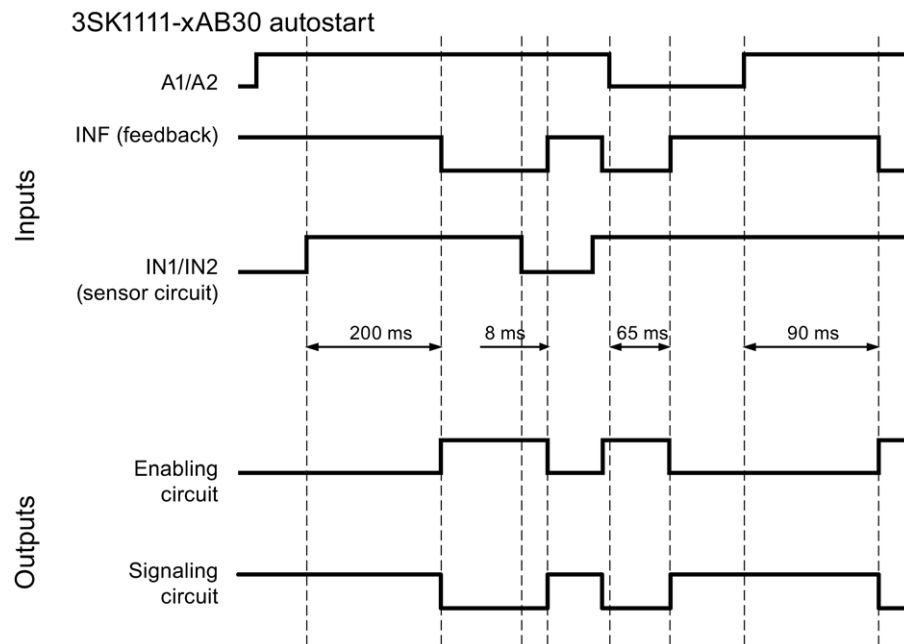 3SK1111-xAB30 autostart
A1/A2
INF (feedback)
Inputs
IN1/IN2
(sensor circuit)
200 ms
8 ms
65 ms
90 ms
Enabling
circuit
Outputs
Signaling
circuit